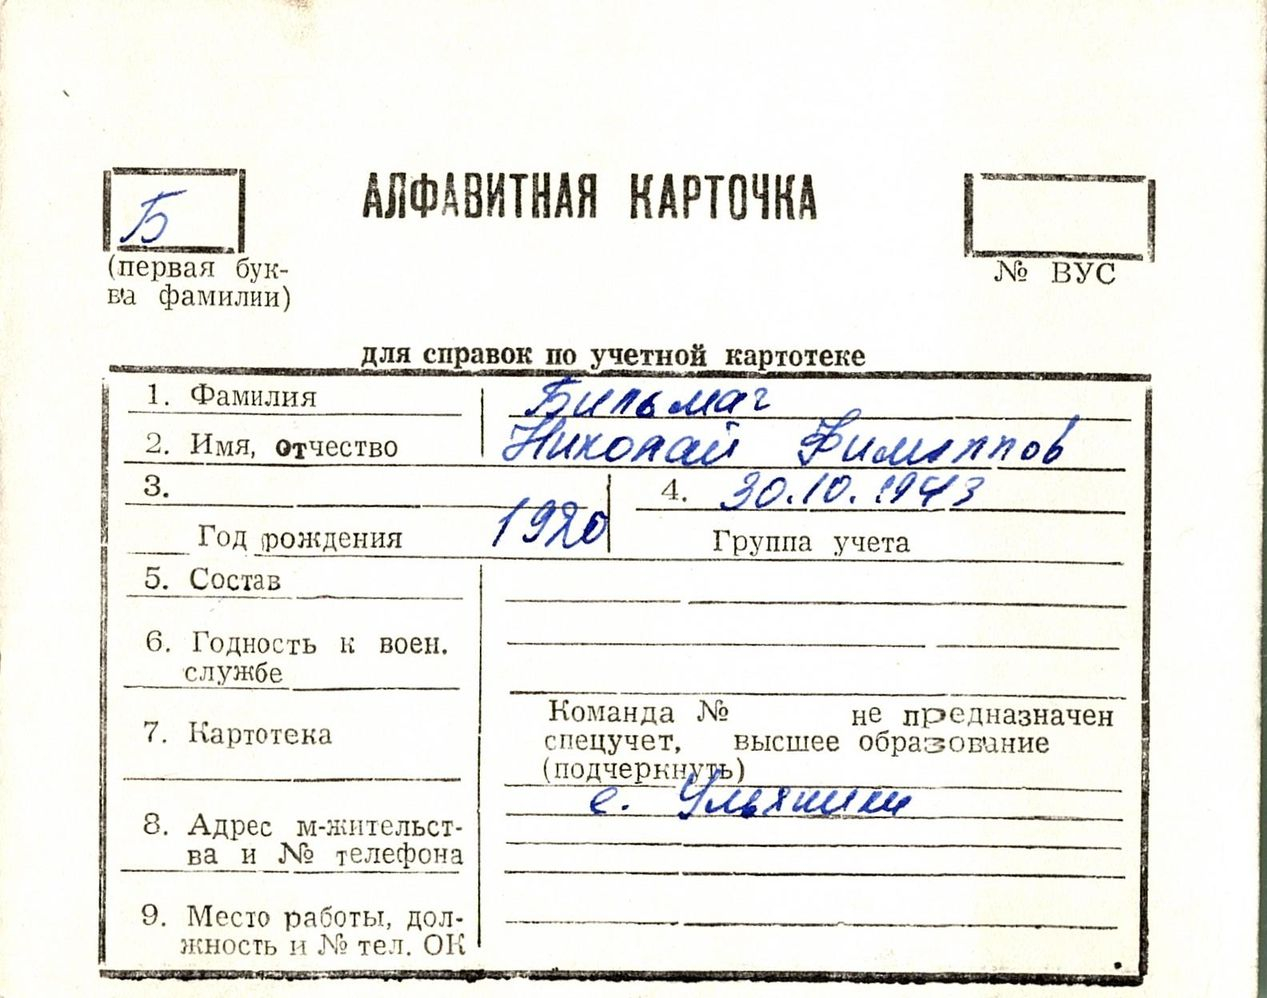 Б
АЛФАВИТНАЯ КАРТОЧКА
(первая бук-
ва фамилии)
№ ВУС
для справок по учетной картотеке
1. Фамилия Бильмаг
2. Имя, отчество Николай Филиппов
3. 4. 30.10.1943
Год рождения 1920 Группа учета
5. Состав
6. Годность к воен.
службе
Команда № не предназначен
спецучет, высшее образование
(подчеркнуть)
7. Картотека
с. Ульяники
8. Адрес м-жительст-
ва и № телефона
9. Место работы, дол-
жность и № тел. ОК